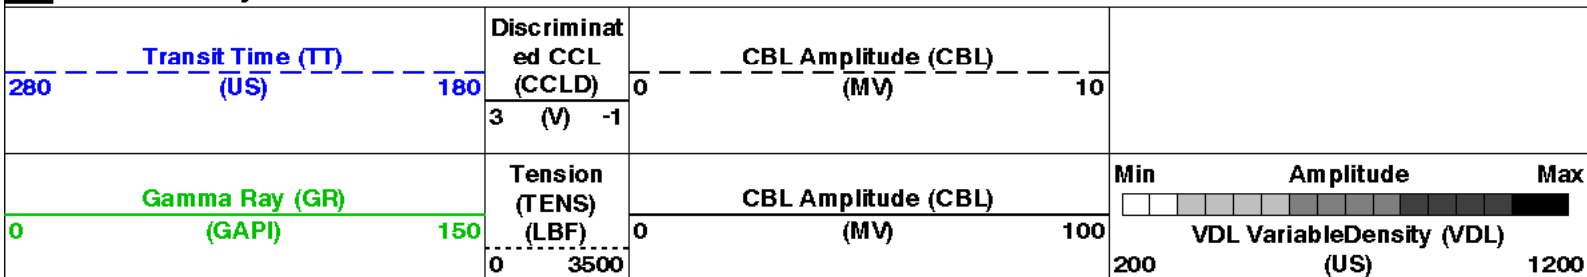 Transit Time (TT)
280 (US) 180
Discriminat
ed CCL
(CCLD)
3 (V) -1
CBL Amplitude (CBL)
0 (MV) 10
Gamma Ray (GR)
0 (GAPI) 150
Tension
(TENS)
(LBF)
0 3500
CBL Amplitude (CBL)
0 (MV) 100
Min Amplitude Max
VDL VariableDensity (VDL)
200 (US) 1200